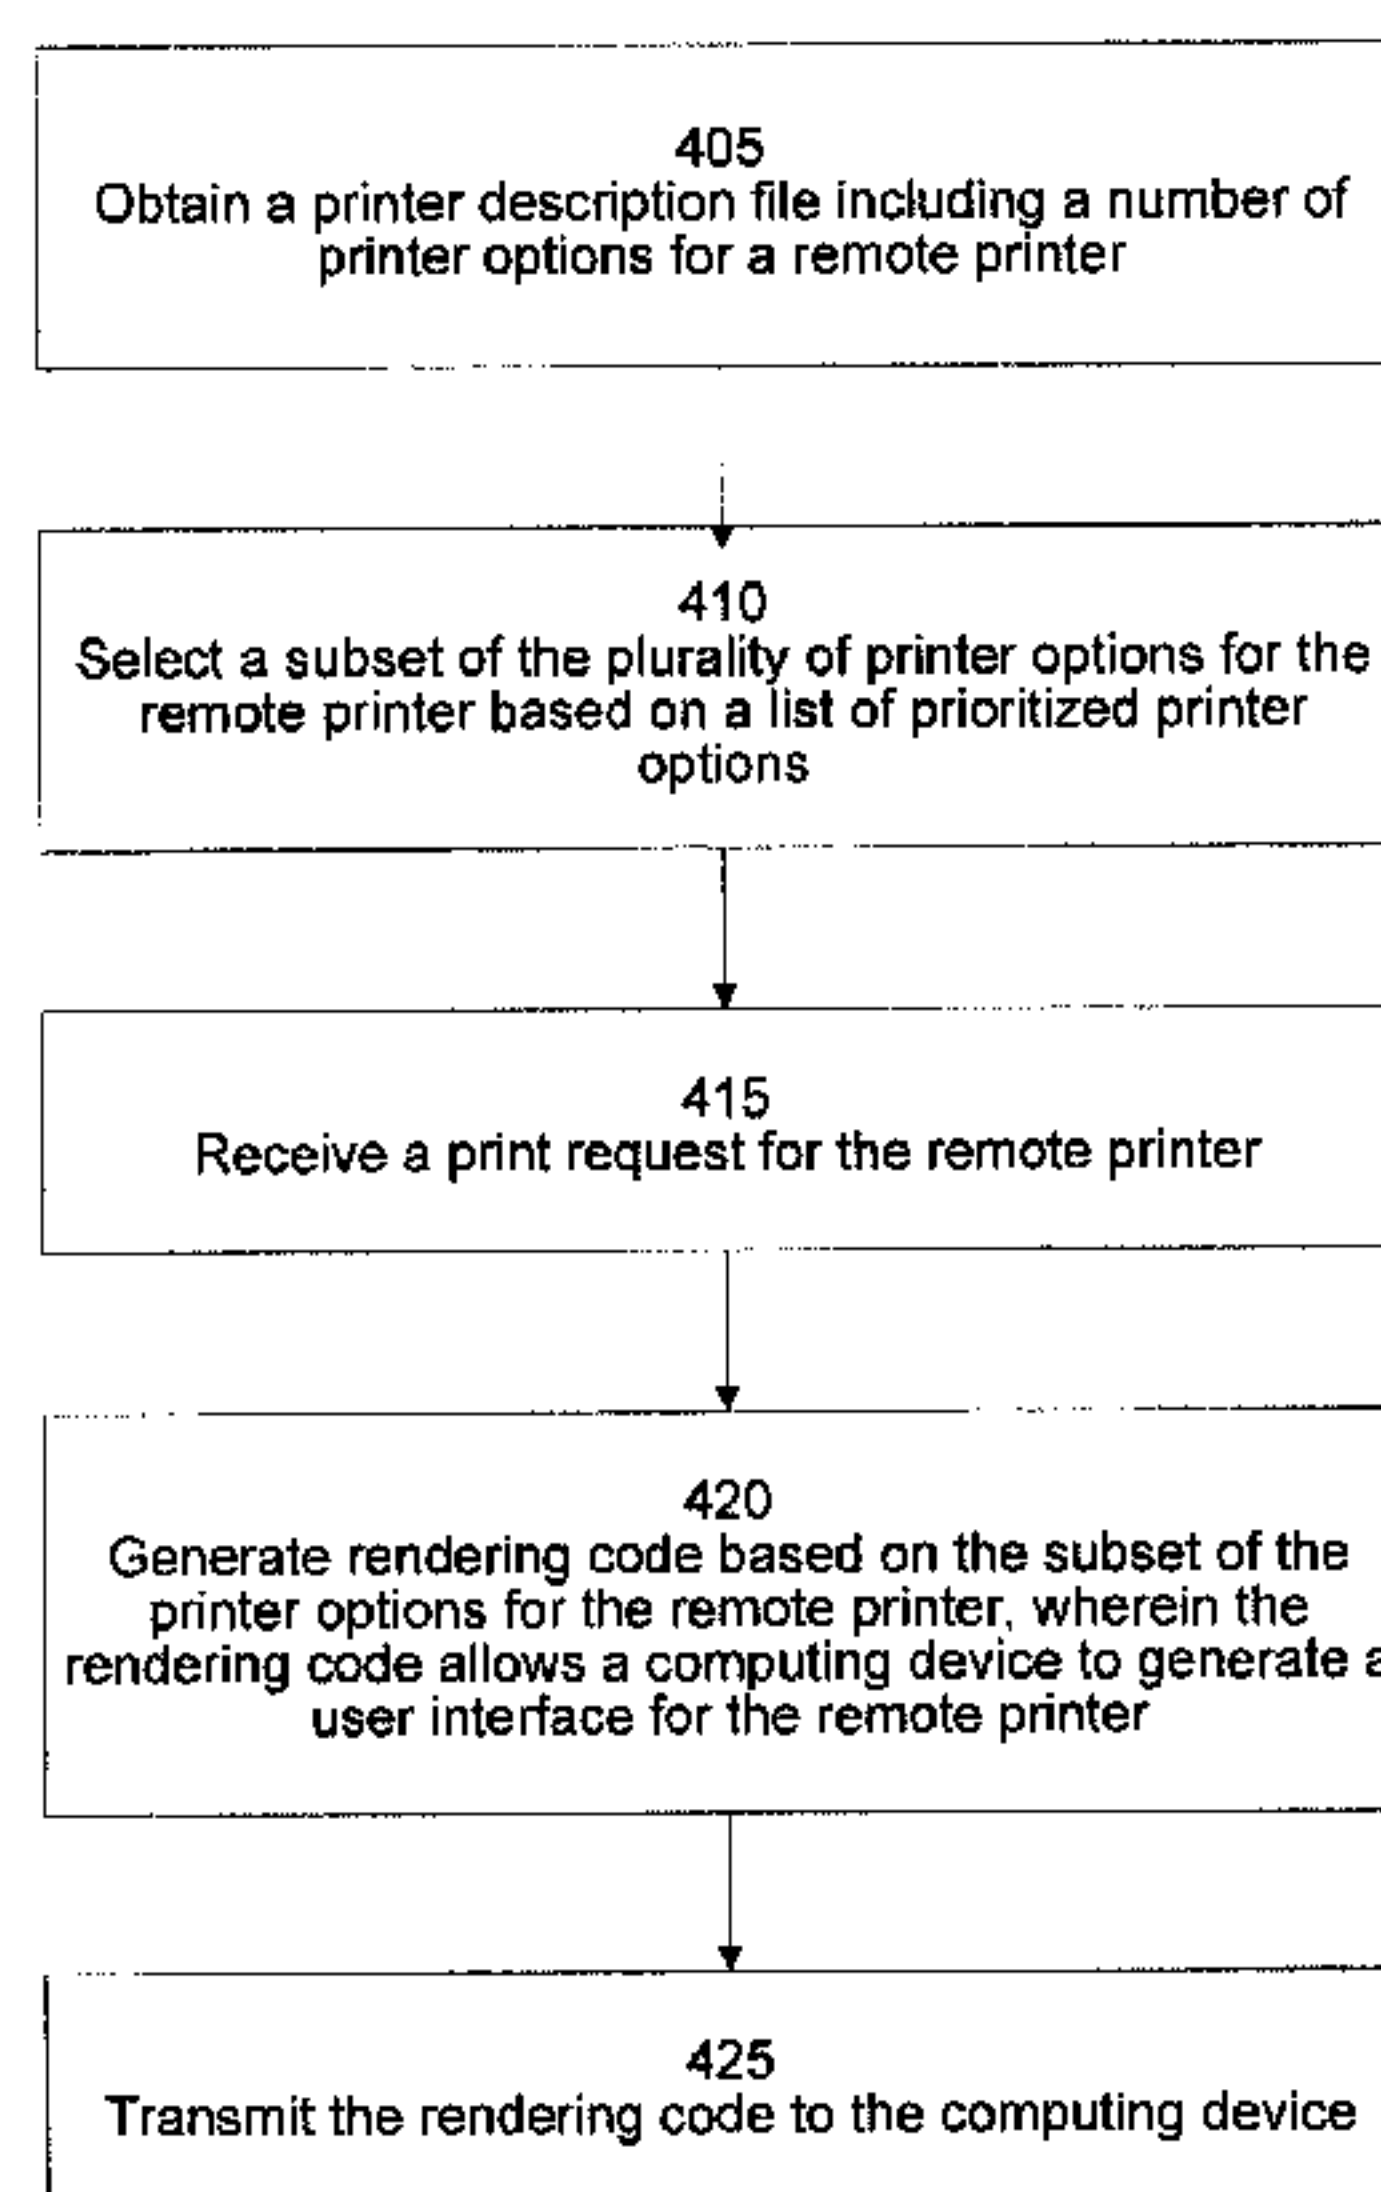 405
Obtain a printer description file including a number of
printer options for a remote printer
410
Select a subset of the plurality of printer options for the
remote printer based on a list of prioritized printer
options
415
Receive a print request for the remote printer
420
Generate rendering code based on the subset of the
printer options for the remote printer, wherein the
rendering code allows a computing device to generate a
user interface for the remote printer
425
Transmit the rendering code to the computing device